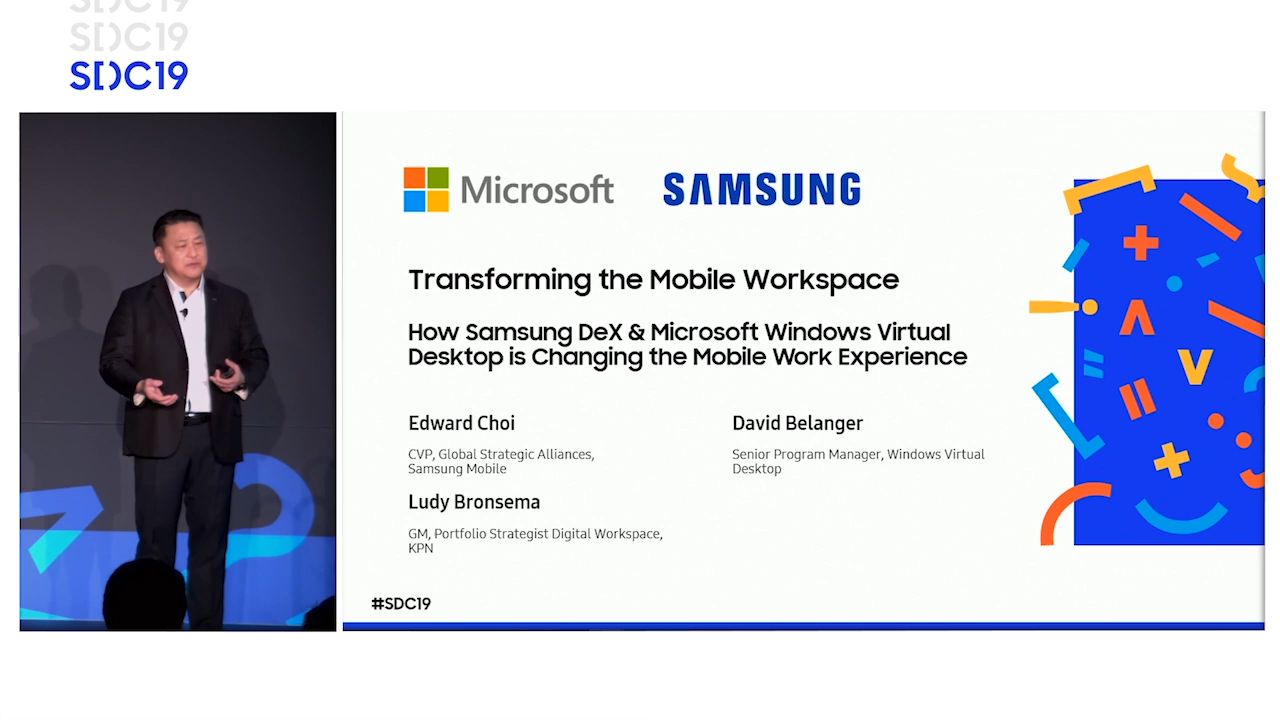 SDC19
SDC19
SDC19
Microsoft
SAMSUNG
Transforming the Mobile Workspace
How Samsung DeX & Microsoft Windows Virtual
Desktop is Changing the Mobile Work Experience
Edward Choi
CVP, Global Strategic Alliances,
Samsung Mobile
Ludy Bronsema
GM, Portfolio Strategist Digital Workspace,
KPN
David Belanger
Senior Program Manager, Windows Virtual
Desktop
#SDC19